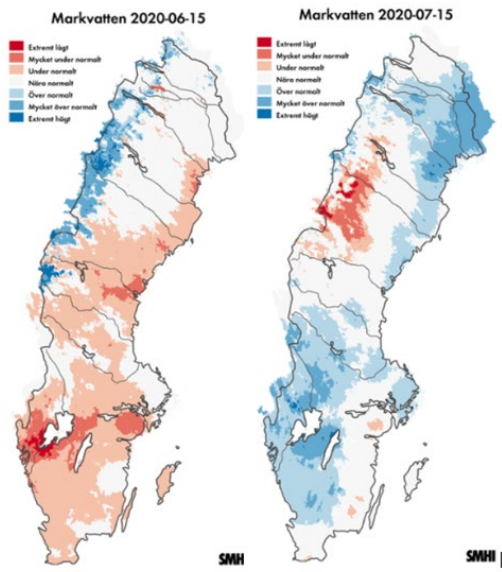 Markvatten 2020-06-15
Extremt lågt
Mycket under normalt
Under normalt
Nära normalt
Över normalt
Mycket över normalt
Extremt högt
SMH
Markvatten 2020-07-15
Extremt lågt
Mycket under normalt
Under normalt
Nära normalt
Över normalt
Mycket över normalt
Extremt högt
SMHI